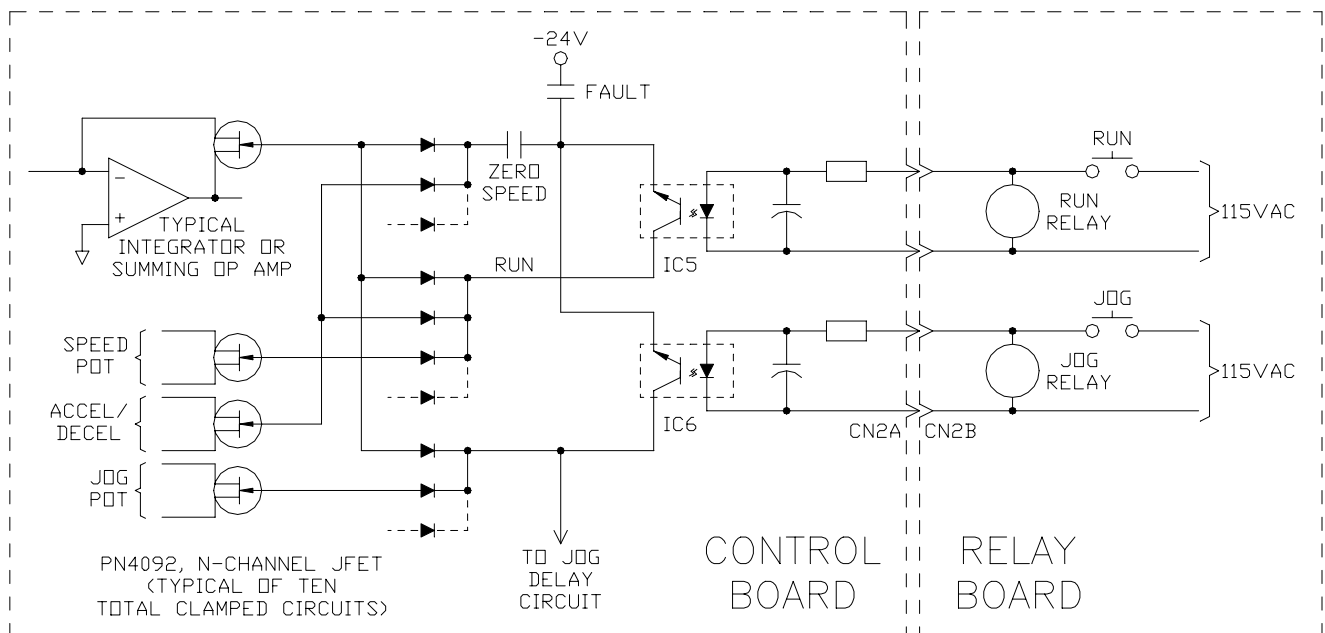 -24V
FAULT
ZERO
SPEED
RUN
RUN
RELAY
115VAC
TYPICAL
INTEGRATOR OR
SUMMING OP AMP
RUN
IC5
JOG
JOG
RELAY
115VAC
SPEED
POT
ACCEL/
DECEL
IC6
CN2A
CN2B
JOG
POT
PN4092, N-CHANNEL JFET
(TYPICAL OF TEN
TOTAL CLAMPED CIRCUITS)
TO JOG
DELAY
CIRCUIT
CONTROL
BOARD
RELAY
BOARD